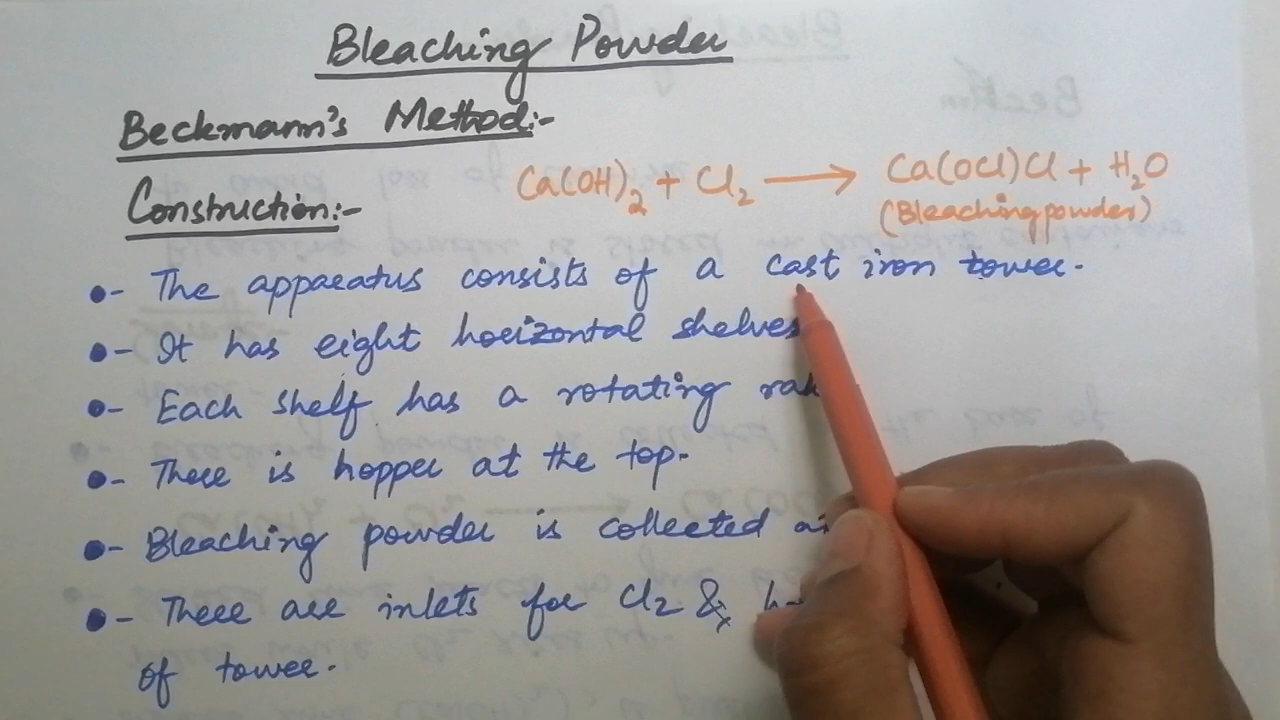 Bleaching Powder
Beckmann's Method:-
Construction:-
Ca(OH)₂ + Cl₂ → Ca(OCl)Cl + H₂O
(Bleaching powder)
•- The apparatus consists of a cast iron tower.
•- It has eight horizontal shelves
•- Each shelf has a rotating
•- There is hopper at the top.
•- Bleaching powder is collected
•- There are inlets for Cl2 &
of tower.